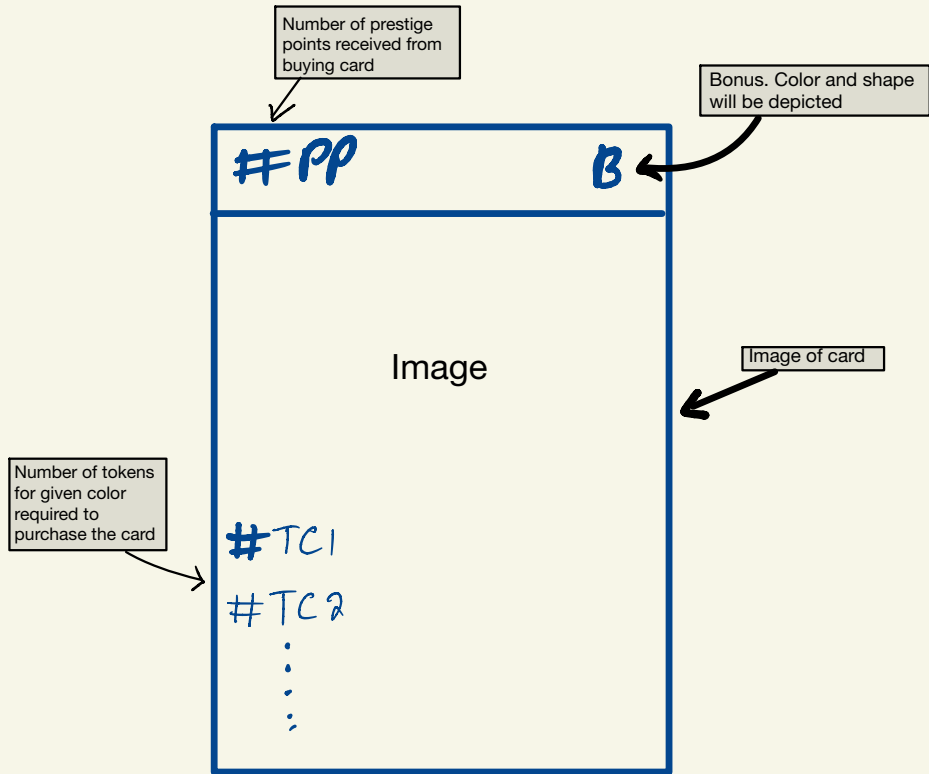 Number of prestige
points received from
buying card
Bonus. Color and shape
will be depicted
#PP
B
Image
Image of card
Number of tokens
for given color
required to
purchase the card
#TC1
#TC2